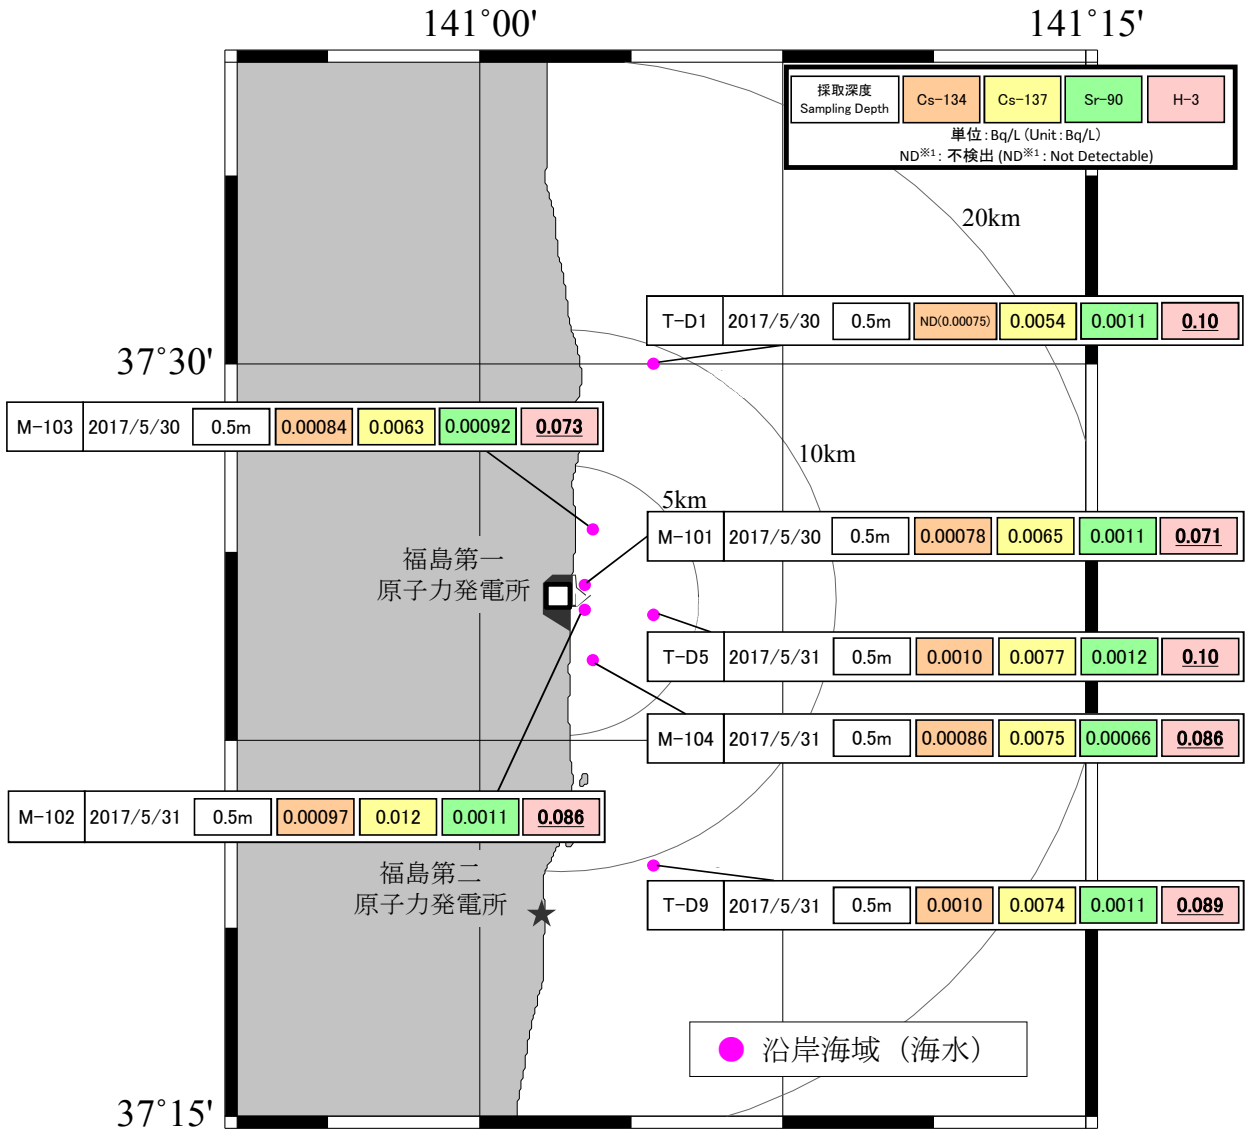 141°00'
141°15'
採取深度
Sampling Depth
Cs-134
Cs-137
Sr-90
H-3
単位:Bq/L (Unit:Bq/L)
ND※1: 不検出 (ND※1: Not Detectable)
20km
T-D1 2017/5/30 0.5m ND(0.00075) 0.0054 0.0011 0.10
37°30'
M-103 2017/5/30 0.5m 0.00084 0.0063 0.00092 0.073
10km
5km
M-101 2017/5/30 0.5m 0.00078 0.0065 0.0011 0.071
福島第一
原子力発電所
T-D5 2017/5/31 0.5m 0.0010 0.0077 0.0012 0.10
M-104 2017/5/31 0.5m 0.00086 0.0075 0.00066 0.086
M-102 2017/5/31 0.5m 0.00097 0.012 0.0011 0.086
福島第二
原子力発電所
T-D9 2017/5/31 0.5m 0.0010 0.0074 0.0011 0.089
沿岸海域（海水）
37°15'